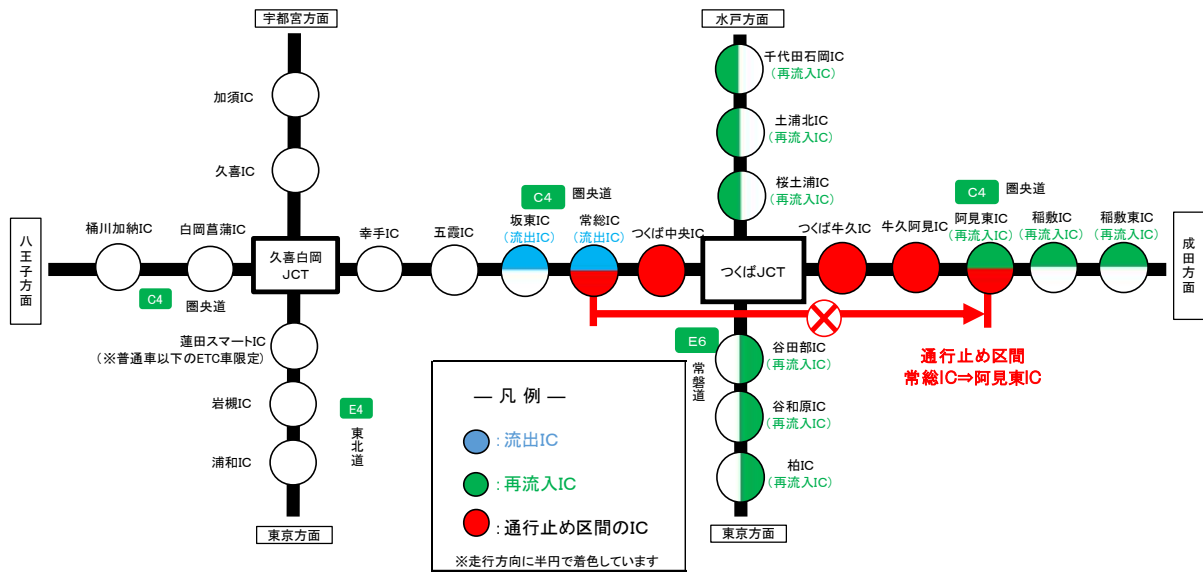 宇都宮方面
水戸方面
加須IC
久喜IC
千代田石岡IC
(再流入IC)
土浦北IC
(再流入IC)
桜土浦IC
(再流入IC)
C4
圏央道
C4
圏央道
八王子方面
桶川加納IC
白岡菖蒲IC
久喜白岡
JCT
幸手IC
五霞IC
坂東IC
(流出IC)
常総IC
(流出IC)
つくば中央IC
つくばJCT
つくば牛久IC
牛久阿見IC
阿見東IC
(再流入IC)
稲敷IC
(再流入IC)
稲敷東IC
(再流入IC)
成田方面
C4
圏央道
蓮田スマートIC
(※普通車以下のETC車限定)
岩槻IC
浦和IC
E4
東北道
東京方面
E6
常磐道
谷田部IC
(再流入IC)
谷和原IC
(再流入IC)
柏IC
(再流入IC)
東京方面
通行止め区間
常総IC⇒阿見東IC
― 凡 例 ―
:流出IC
:再流入IC
:通行止め区間のIC
※走行方向に半円で着色しています